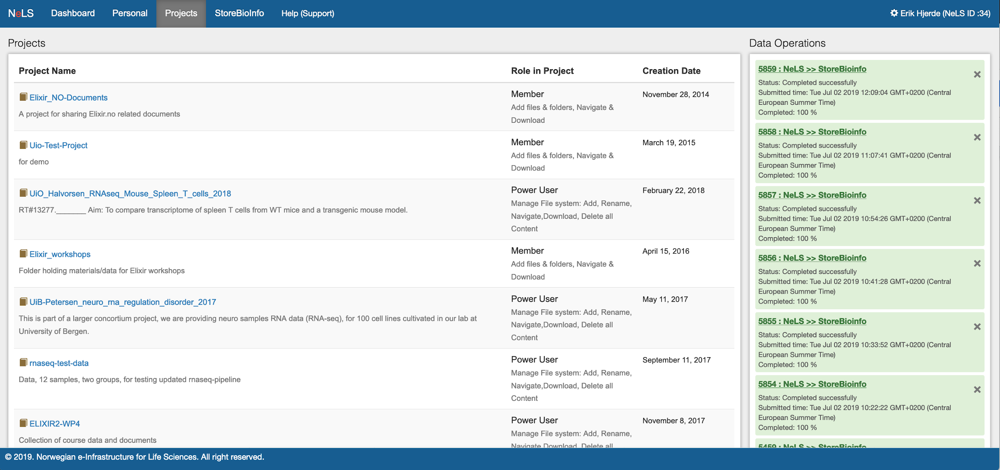 NeLS Dashboard Personal Projects StoreBioInfo Help (Support) Erik Hjerde (NeLS ID :34)
Projects
Project Name Role in Project Creation Date
Elixir_NO-Documents
A project for sharing Elixir.no related documents
Member
Add files & folders, Navigate &
Download
November 28, 2014
Uio-Test-Project
for demo
Member
Add files & folders, Navigate &
Download
March 19, 2015
UiO_Halvorsen_RNAseq_Mouse_Spleen_T_cells_2018
RT#13277._______ Aim: To compare transcriptome of spleen T cells from WT mice and a transgenic mouse model.
Power User
Manage File system: Add, Rename,
Navigate,Download, Delete all
Content
February 22, 2018
Elixir_workshops
Folder holding materials/data for Elixir workshops
Member
Add files & folders, Navigate &
Download
April 15, 2016
UiB-Petersen_neuro_rna_regulation_disorder_2017
This is part of a larger concortium project, we are providing neuro samples RNA data (RNA-seq), for 100 cell lines cultivated in our lab at
University of Bergen.
Power User
Manage File system: Add, Rename,
Navigate,Download, Delete all
Content
May 11, 2017
rnaseq-test-data
Data, 12 samples, two groups, for testing updated rnaseq-pipeline
Power User
Manage File system: Add, Rename,
Navigate,Download, Delete all
Content
September 11, 2017
ELIXIR2-WP4
Collection of course data and documents
Power User
Manage File system: Add, Rename,
Navigate,Download, Delete all
November 8, 2017
Data Operations
5859 : NeLS >> StoreBioinfo
Status: Completed successfully
Submitted time: Tue Jul 02 2019 12:09:04 GMT+0200 (Central
European Summer Time)
Completed: 100 %
5858 : NeLS >> StoreBioinfo
Status: Completed successfully
Submitted time: Tue Jul 02 2019 11:07:41 GMT+0200 (Central
European Summer Time)
Completed: 100 %
5857 : NeLS >> StoreBioinfo
Status: Completed successfully
Submitted time: Tue Jul 02 2019 10:54:26 GMT+0200 (Central
European Summer Time)
Completed: 100 %
5856 : NeLS >> StoreBioinfo
Status: Completed successfully
Submitted time: Tue Jul 02 2019 10:41:28 GMT+0200 (Central
European Summer Time)
Completed: 100 %
5855 : NeLS >> StoreBioinfo
Status: Completed successfully
Submitted time: Tue Jul 02 2019 10:33:52 GMT+0200 (Central
European Summer Time)
Completed: 100 %
5854 : NeLS >> StoreBioinfo
Status: Completed successfully
Submitted time: Tue Jul 02 2019 10:22:22 GMT+0200 (Central
European Summer Time)
Completed: 100 %
5459 : NeLS >> StoreBioinfo
© 2019. Norwegian e-Infrastructure for Life Sciences. All right reserved.